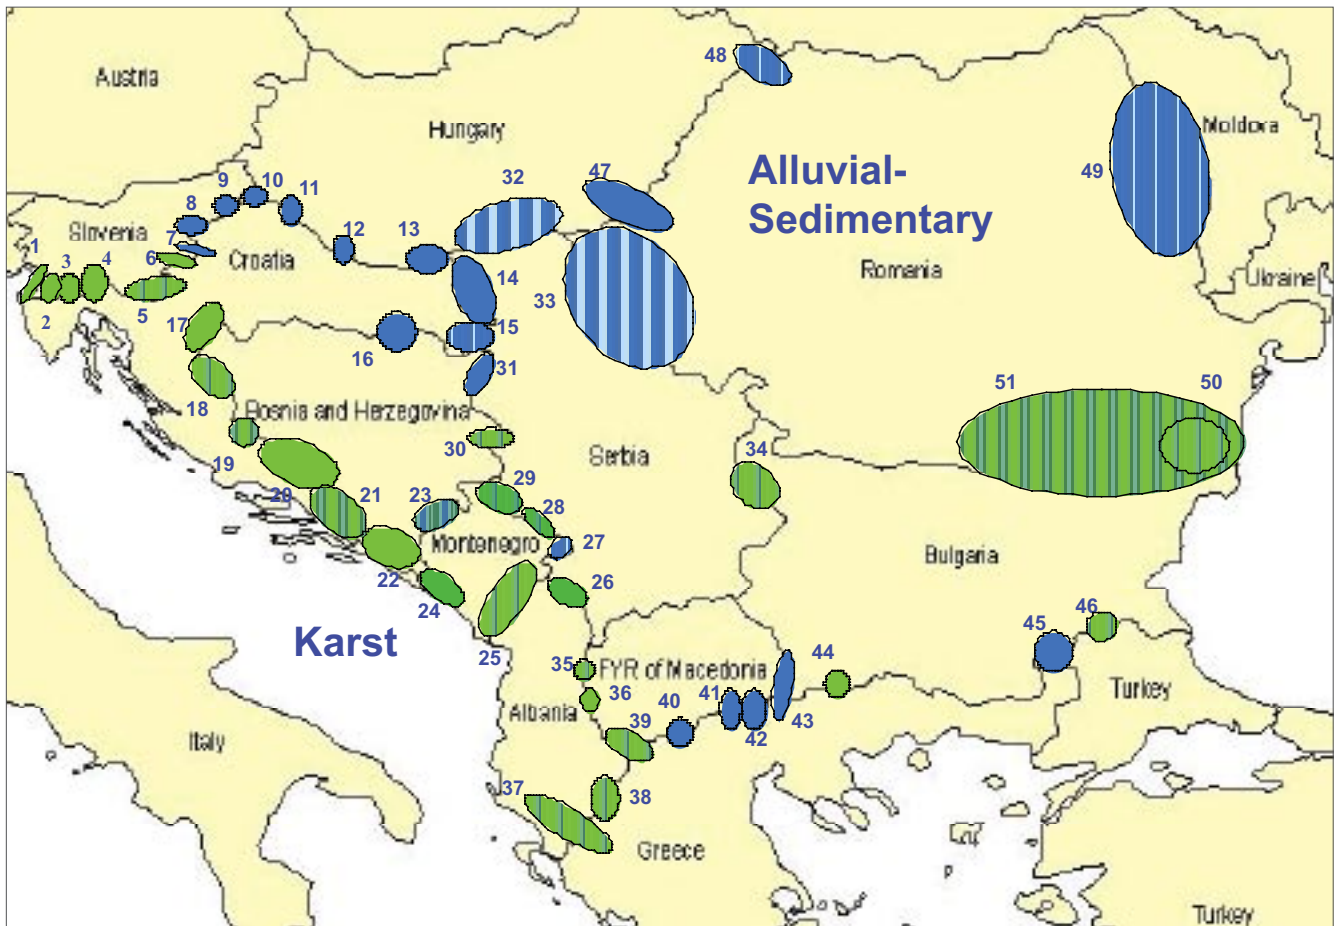 48
Austria
Hungary
Moldova
Alluvial-
Sedimentary
47
49
32
9
10
11
8
Slovenia
7
12
13
Croatia
1
3
4
6
Romania
Ukraine
14
33
2
5
17
15
16
31
51
50
18
Bosnia and Herzegovina
30
Serbia
34
19
29
20
21
23
28
Montenegro
27
Bulgaria
22
24
26
46
45
Karst
25
35
FYR of Macedonia
44
36
41
40
Turkey
Albania
39
42
43
Italy
37
38
Greece
Turkey